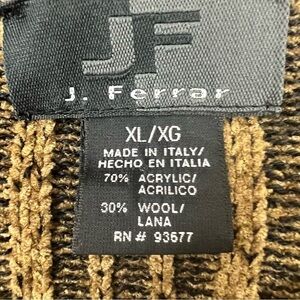 JF
J. Ferrar
XL/XG
MADE IN ITALY/
HECHO EN ITALIA
70% ACRYLIC/
ACRILICO
30% WOOL/
LANA
RN# 93677